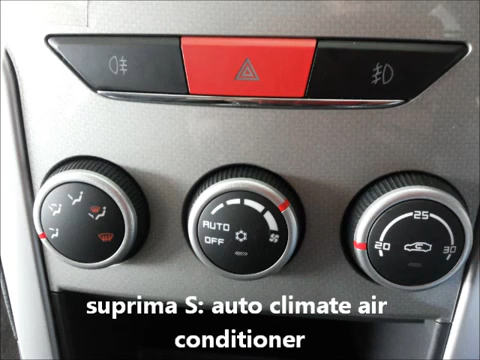 25
AUTO
20
30
OFF
suprima S: auto climate air
conditioner